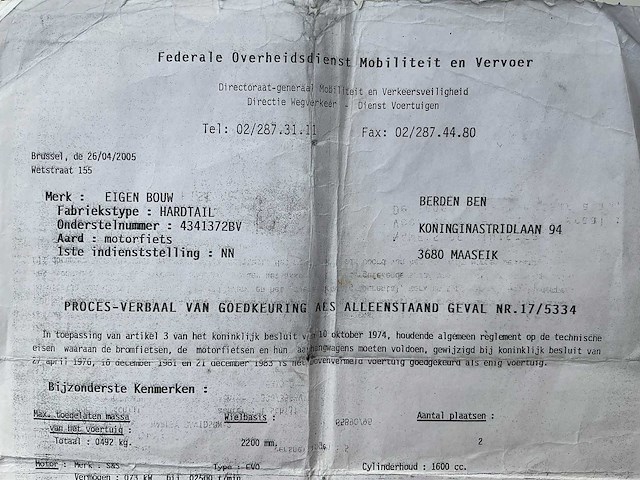 Federale Overheidsdienst Mobiliteit en Vervoer
Directoraat-generaal Mobiliteit en Verkeersveiligheid
Directie Wegverkeer - Dienst Voertuigen
Tel: 02/287.31.11 Fax: 02/287.44.80
Brussel, de 26/04/2005
Wetstraat 155
Merk : EIGEN BOUW
Fabriekstype : HARDTAIL
Onderstelnummer : 4341372BV
Aard : motorfiets
1ste indienststelling : NN
BERDEN BEN
KONINGINASTRIDLAAN 94
3680 MAASEIK
PROCES-VERBAAL VAN GOEDKEURING ALS ALLEENSTAAND GEVAL NR.17/5334
In toepassing van artikel 3 van het koninklijk besluit van 10 oktober 1974, houdende algemeen reglement op de technische
eisen waaraan de bromfietsen, de motorfietsen en hun aanhangwagens moeten voldoen, gewijzigd bij koninklijk besluit van
27 april 1976, 16 december 1981 en 21 december 1983 is het bovenvermeld voertuig goedgekeurd als enig voertuig.
Bijzonderste Kenmerken :
Max. toegelaten massa Wielbasis : Aantal plaatsen :
van het voertuig :
Totaal : 0492 kg. 2200 mm, 2
Motor : Merk : S&S Type : EVO Cylinderhoud : 1600 cc.
Vermogen : 073 kW bij 02500 t/min